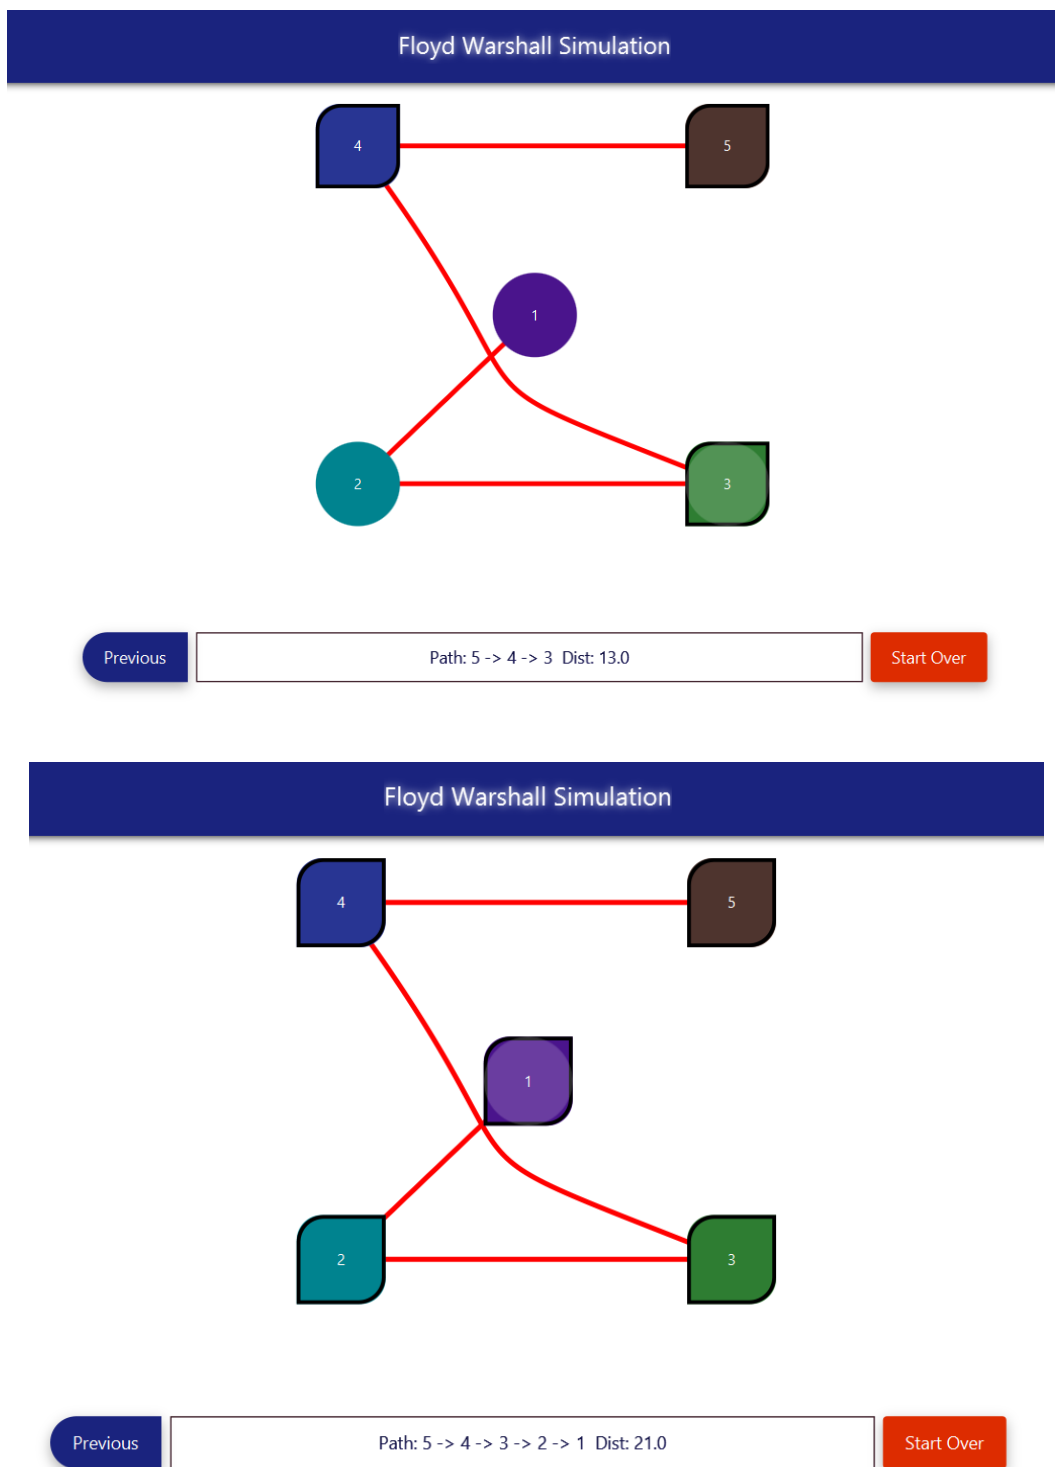 Floyd Warshall Simulation
4
5
1
2
3
Previous
Path: 5 -> 4 -> 3 Dist: 13.0
Start Over
Floyd Warshall Simulation
4
5
1
2
3
Previous
Path: 5 -> 4 -> 3 -> 2 -> 1 Dist: 21.0
Start Over